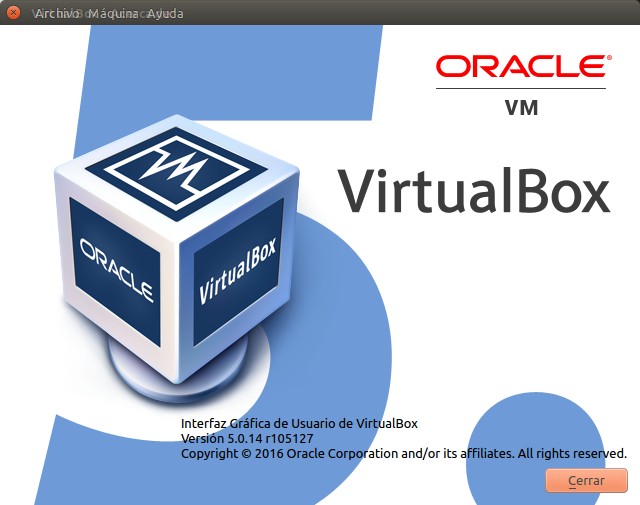 Archivo Máquina Ayuda
ORACLE®
VM
VirtualBox
ORACLE
VirtualBox
Interfaz Gráfica de Usuario de VirtualBox
Versión 5.0.14 r105127
Copyright © 2016 Oracle Corporation and/or its affiliates. All rights reserved.
Cerrar